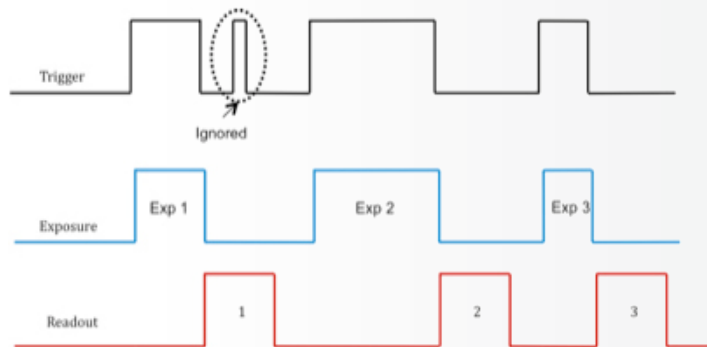 Trigger
Ignored
Exp 1
Exp 2
Exp 3
Exposure
1
2
3
Readout